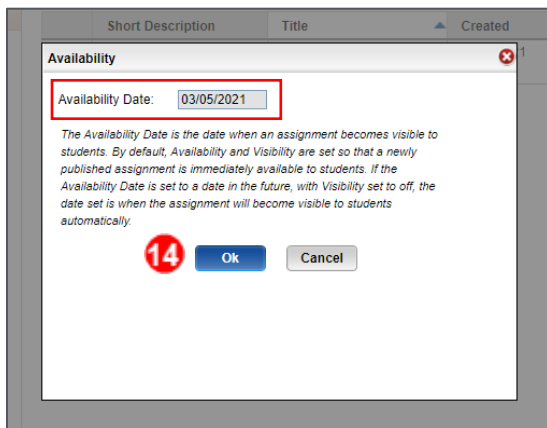 Short Description Title Created
Availability
1
Availability Date: 03/05/2021
The Availability Date is the date when an assignment becomes visible to
students. By default, Availability and Visibility are set so that a newly
published assignment is immediately available to students. If the
Availability Date is set to a date in the future, with Visibility set to off, the
date set is when the assignment will become visible to students
automatically.
14 Ok Cancel